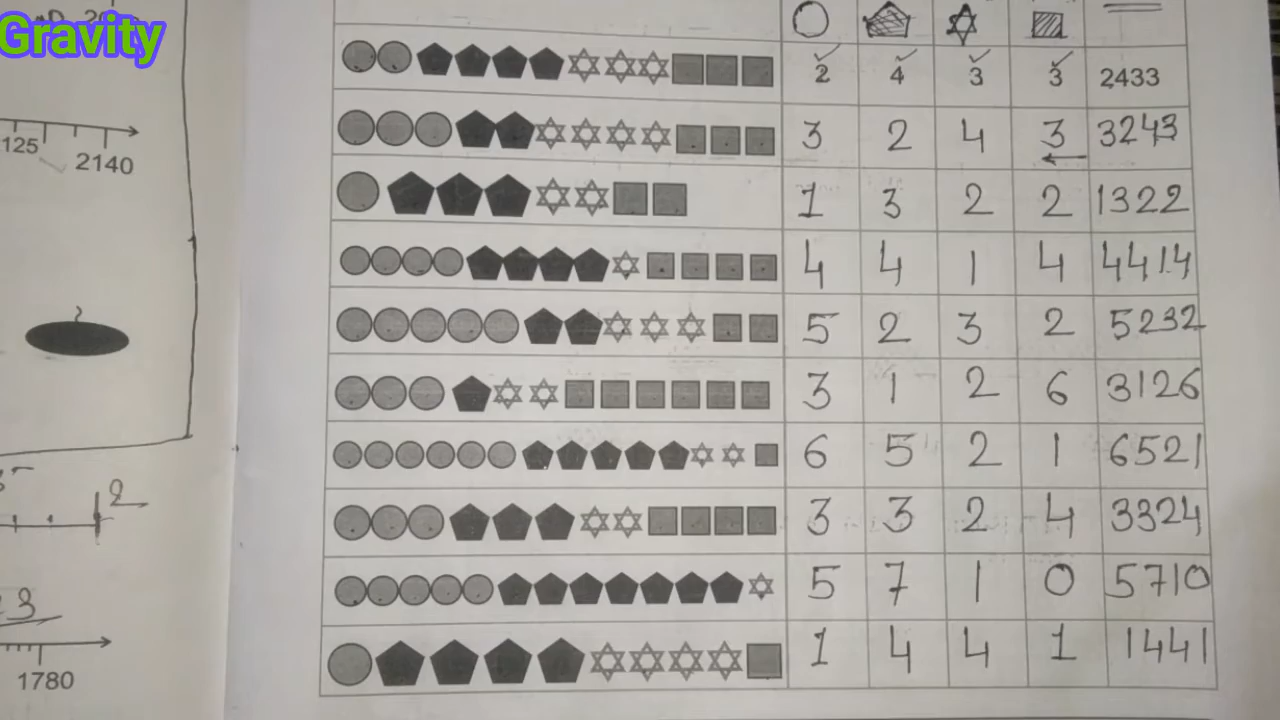 Gravity
2 4 3 3 2433
125 2140
3 2 4 3 3243
1 3 2 2 1322
4 4 1 4 4414
5 2 3 2 5232
3 1 2 6 3126
6 5 2 1 6521
2
3 3 2 4 3324
5 7 1 0 5710
3
1 4 4 1 1441
1780